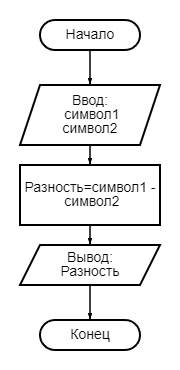 Начало
Ввод:
символ1
символ2
Разность=символ1 -
символ2
Вывод:
Разность
Конец